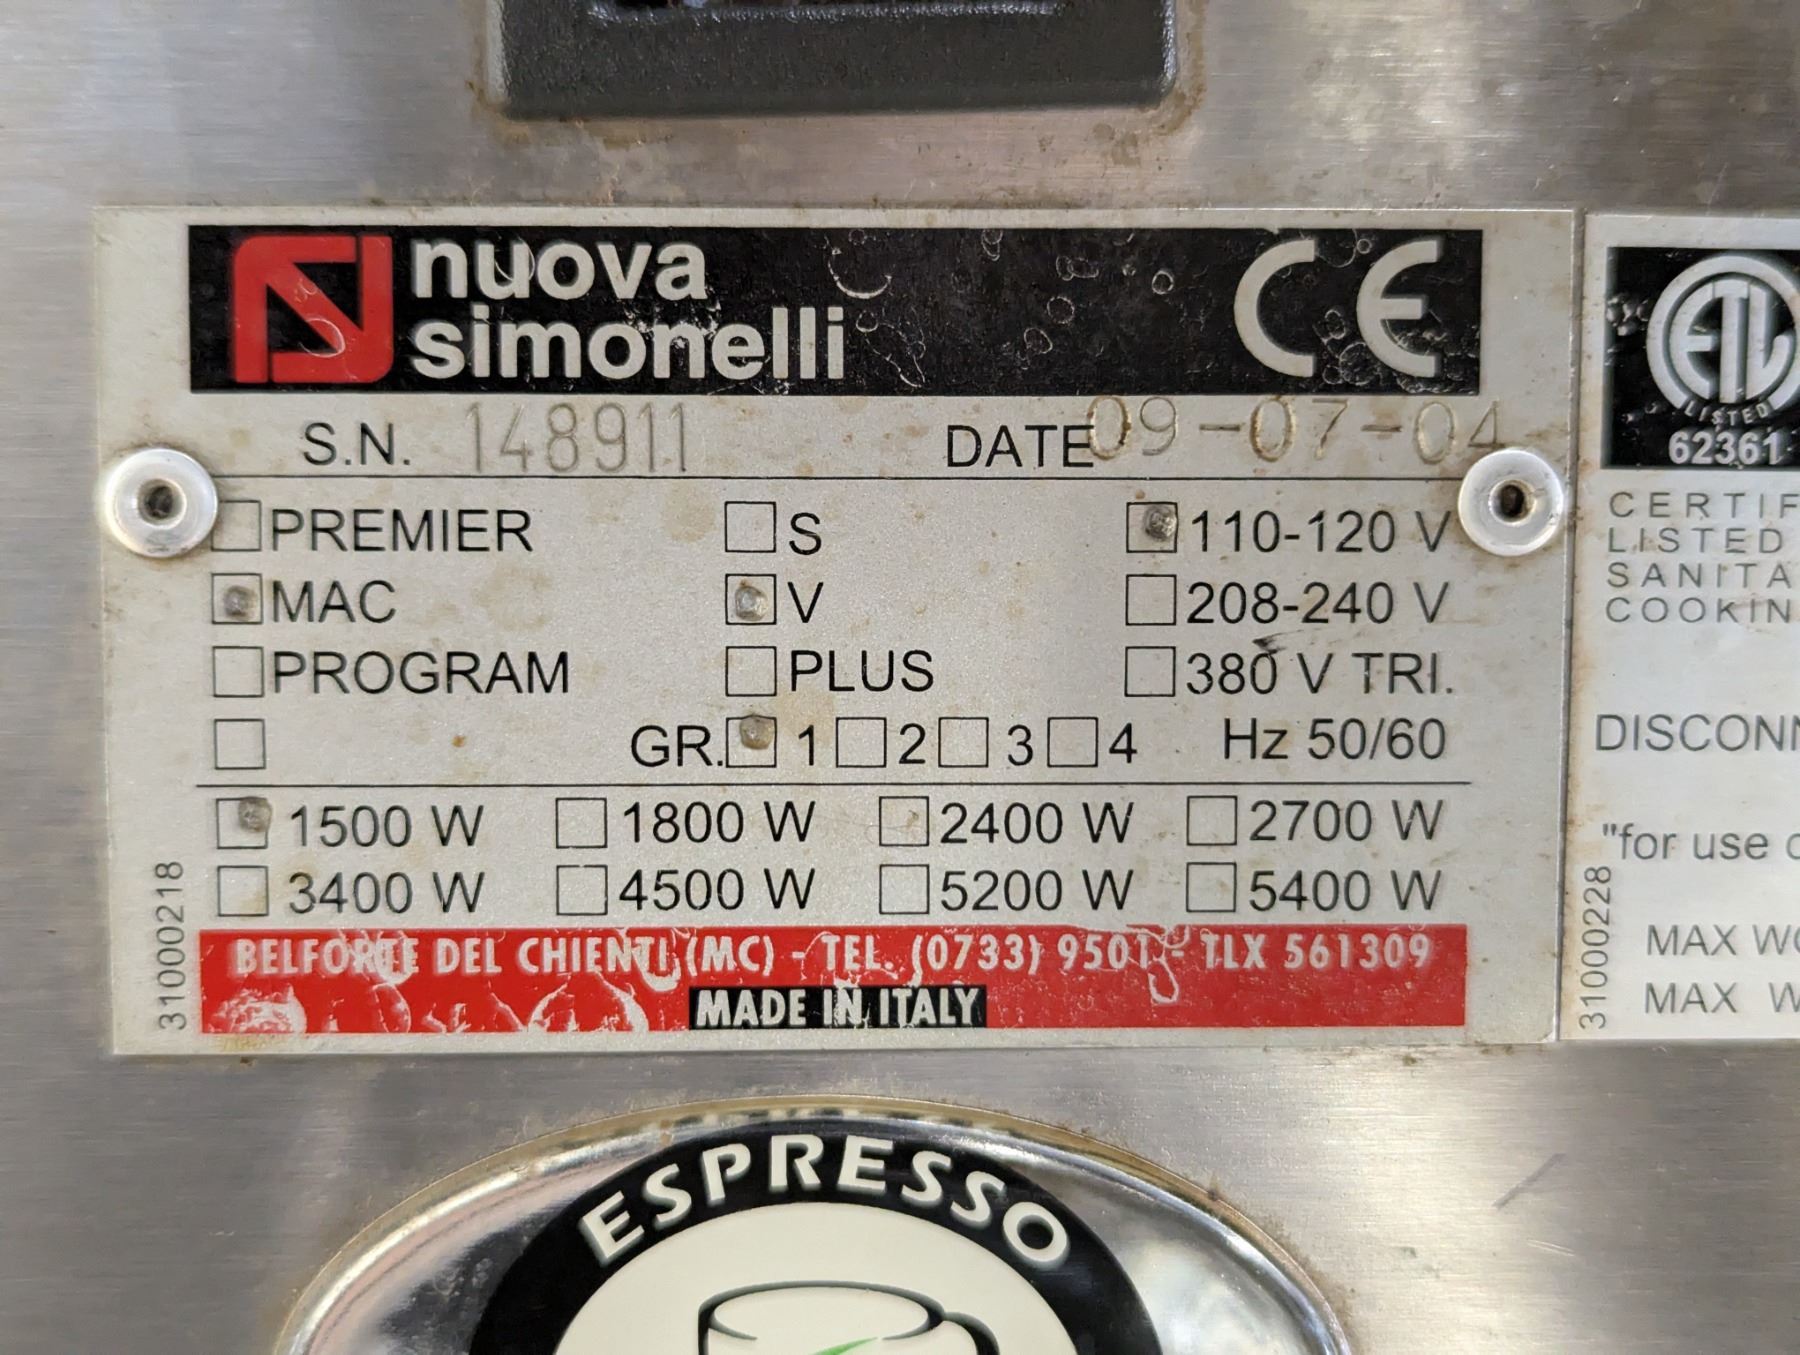 nuova
simonelli
CE
S.N. 148911 DATE 09-07-04
PREMIER S 110-120 V
MAC V 208-240 V
PROGRAM PLUS 380 V TRI.
GR. 1 2 3 4 Hz 50/60
1500 W 1800 W 2400 W 2700 W
3400 W 4500 W 5200 W 5400 W
31000218
BELFORTE DEL CHIENTI (MC) - TEL. (0733) 9501 - TLX 561309
MADE IN ITALY
ETL
LISTED
62361
LISTED
DISCONN
"for use
31000228
MAX
MAX
ESPRESSO